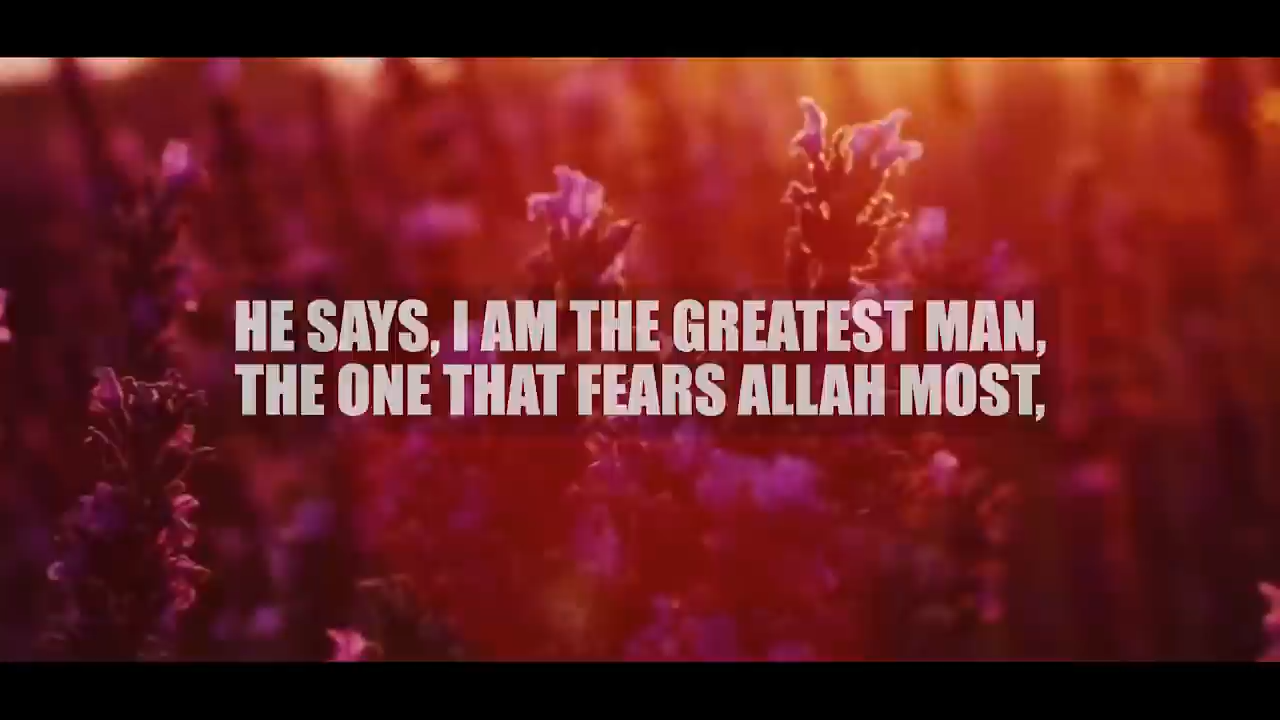 HE SAYS, I AM THE GREATEST MAN,
THE ONE THAT FEARS ALLAH MOST,